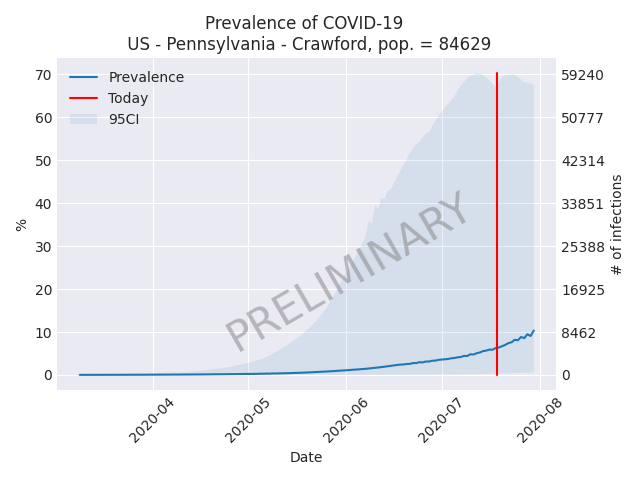 Prevalence of COVID-19
US - Pennsylvania - Crawford, pop. = 84629
70
60
50
40
30
20
10
0
%
Prevalence
Today
95CI
PRELIMINARY
59240
50777
42314
33851
25388
16925
8462
0
# of infections
2020-04
2020-05
2020-06
2020-07
2020-08
Date